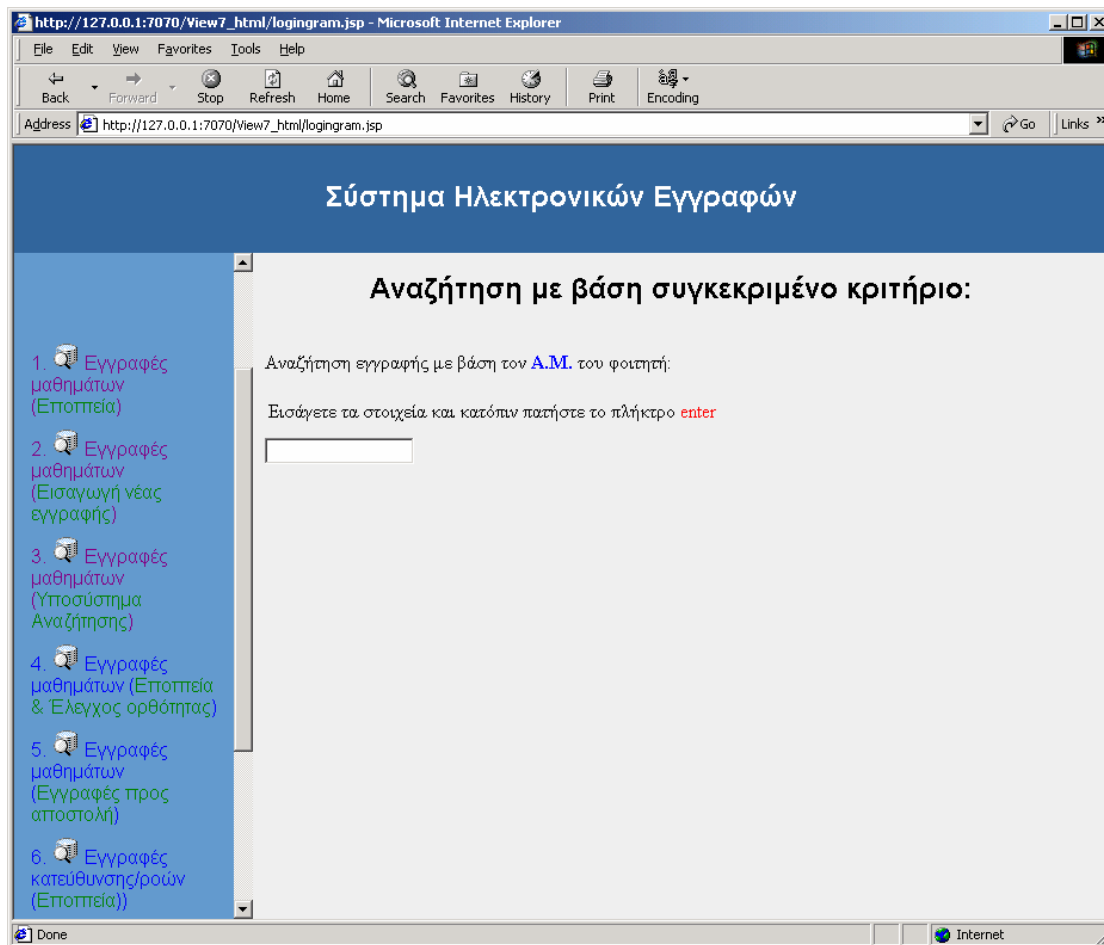 http://127.0.0.1:7070/View7_html/logingram.jsp - Microsoft Internet Explorer
File Edit View Favorites Tools Help
Back Forward Stop Refresh Home Search Favorites History Print Encoding
Address http://127.0.0.1:7070/View7_html/logingram.jsp Go Links »
Σύστημα Ηλεκτρονικών Εγγραφών
1. Εγγραφές
μαθημάτων
(Εποπτεία)
2. Εγγραφές
μαθημάτων
(Εισαγωγή νέας
εγγραφής)
3. Εγγραφές
μαθημάτων
(Υποσύστημα
Αναζήτησης)
4. Εγγραφές
μαθημάτων (Εποπτεία
& Έλεγχος ορθότητας)
5. Εγγραφές
μαθημάτων
(Εγγραφές προς
αποστολή)
6. Εγγραφές
κατεύθυνσης/ροών
(Εποπτεία))
Αναζήτηση με βάση συγκεκριμένο κριτήριο:
Αναζήτηση εγγραφής με βάση τον Α.Μ. του φοιτητή:
Εισάγετε τα στοιχεία και κατόπιν πατήστε το πλήκτρο enter
Done Internet